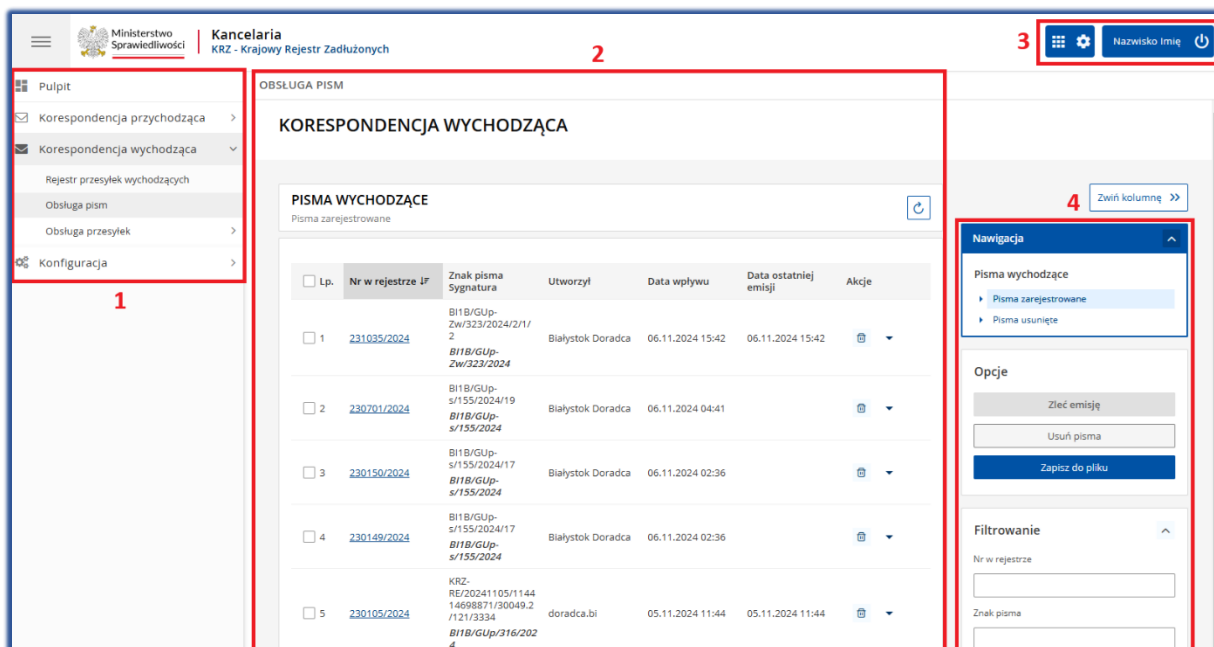 Ministerstwo
Sprawiedliwości
Kancelaria
KRZ - Krajowy Rejestr Zadłużonych
2
3
Nazwisko Imię
Pulpit
Korespondencja przychodząca
Korespondencja wychodząca
Rejestr przesyłek wychodzących
Obsługa pism
Obsługa przesyłek
Konfiguracja
1
OBSŁUGA PISM
KORESPONDENCJA WYCHODZĄCA
PISMA WYCHODZĄCE
Pisma zarejestrowane
Lp. Nr w rejestrze Znak pisma Sygnatura Utworzył Data wpływu Data ostatniej emisji Akcje
BI1B/GUp-
Zw/323/2024/2/1/
2
1 231035/2024 Białystok Doradca 06.11.2024 15:42 06.11.2024 15:42
BI1B/GUp-
Zw/323/2024
BI1B/GUp-
s/155/2024/19
2 230701/2024 Białystok Doradca 06.11.2024 04:41
BI1B/GUp-
s/155/2024
BI1B/GUp-
s/155/2024/17
3 230150/2024 Białystok Doradca 06.11.2024 02:36
BI1B/GUp-
s/155/2024
BI1B/GUp-
s/155/2024/17
4 230149/2024 Białystok Doradca 06.11.2024 02:36
BI1B/GUp-
s/155/2024
KRZ-
RE/20241105/1144
14698871/30049.2
/121/3334
5 230105/2024 doradca.bi 05.11.2024 11:44 05.11.2024 11:44
BI1B/GUp/316/202
4
4
Zwiń kolumnę
Nawigacja
Pisma wychodzące
Pisma zarejestrowane
Pisma usunięte
Opcje
Zleć emisję
Usuń pisma
Zapisz do pliku
Filtrowanie
Nr w rejestrze
Znak pisma